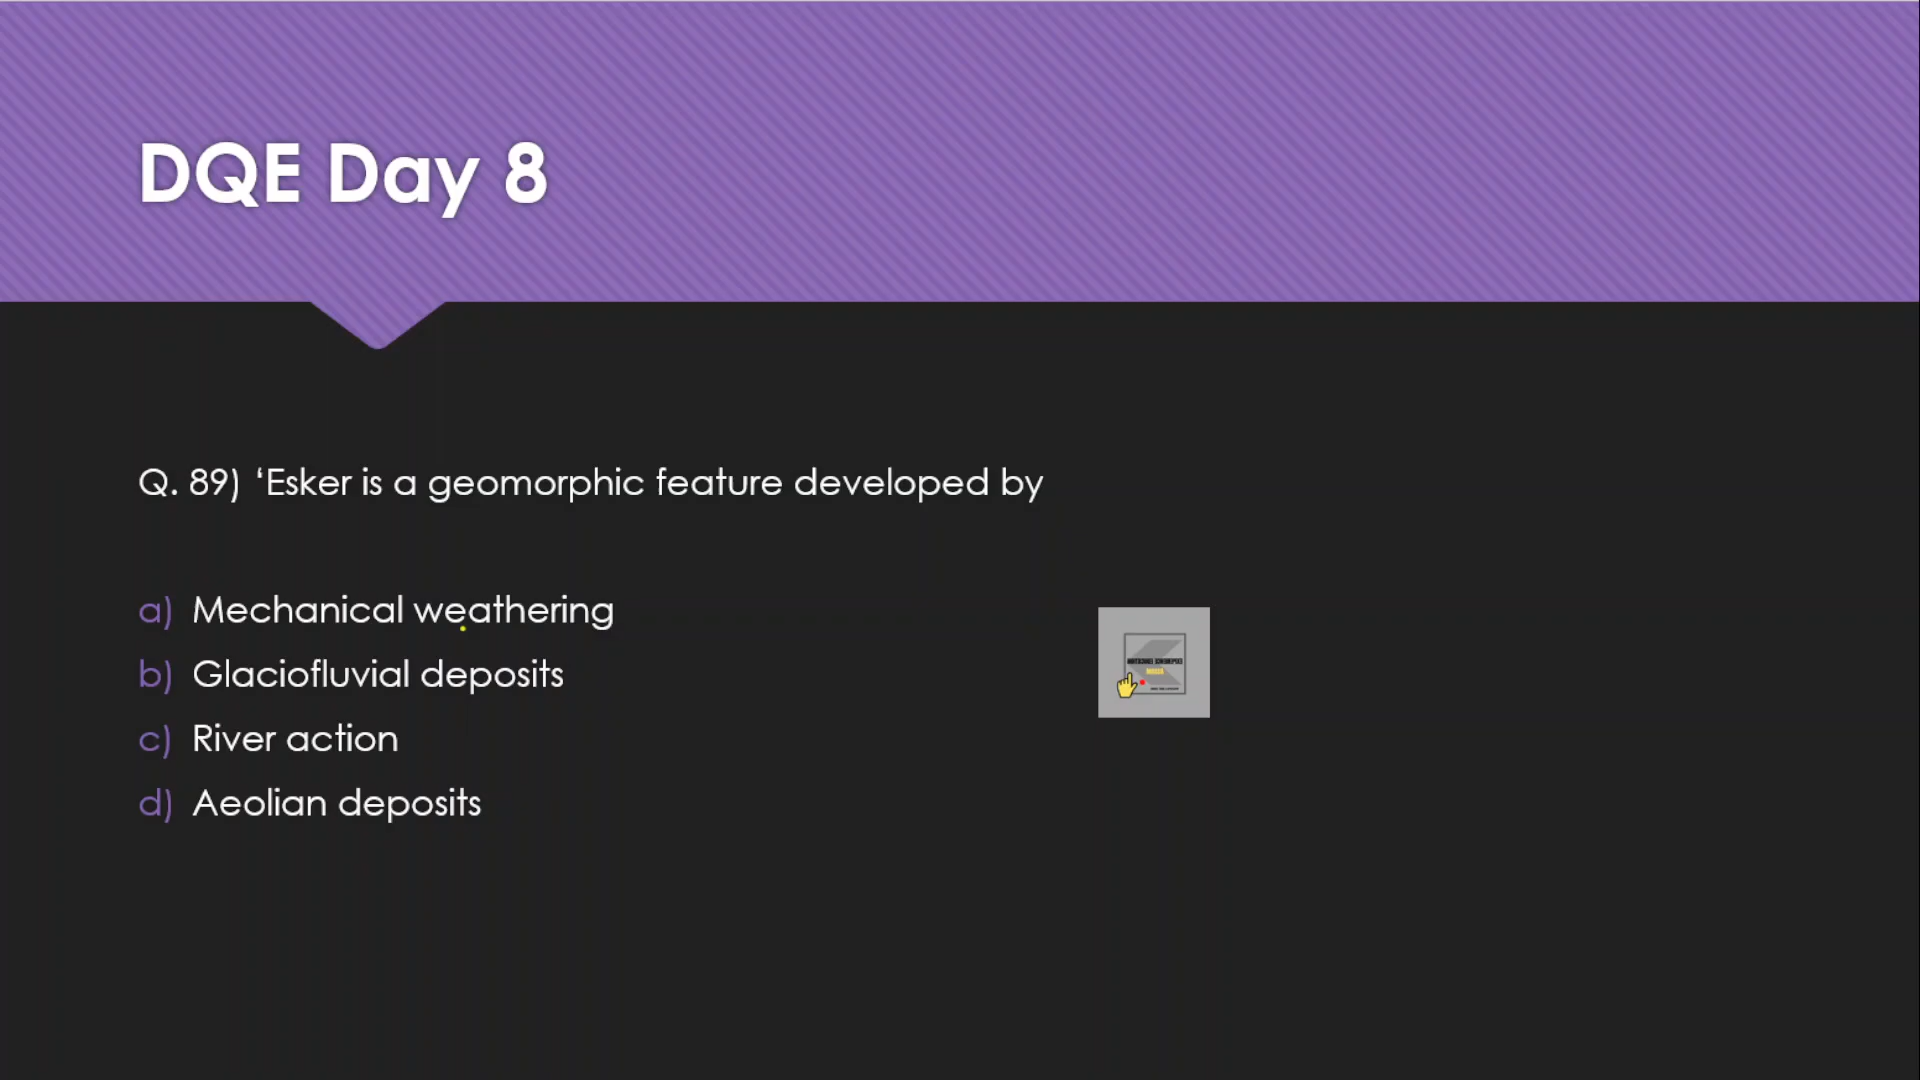 DQE Day 8
Q. 89) ‘Esker is a geomorphic feature developed by
a) Mechanical weathering
b) Glaciofluvial deposits
c) River action
d) Aeolian deposits